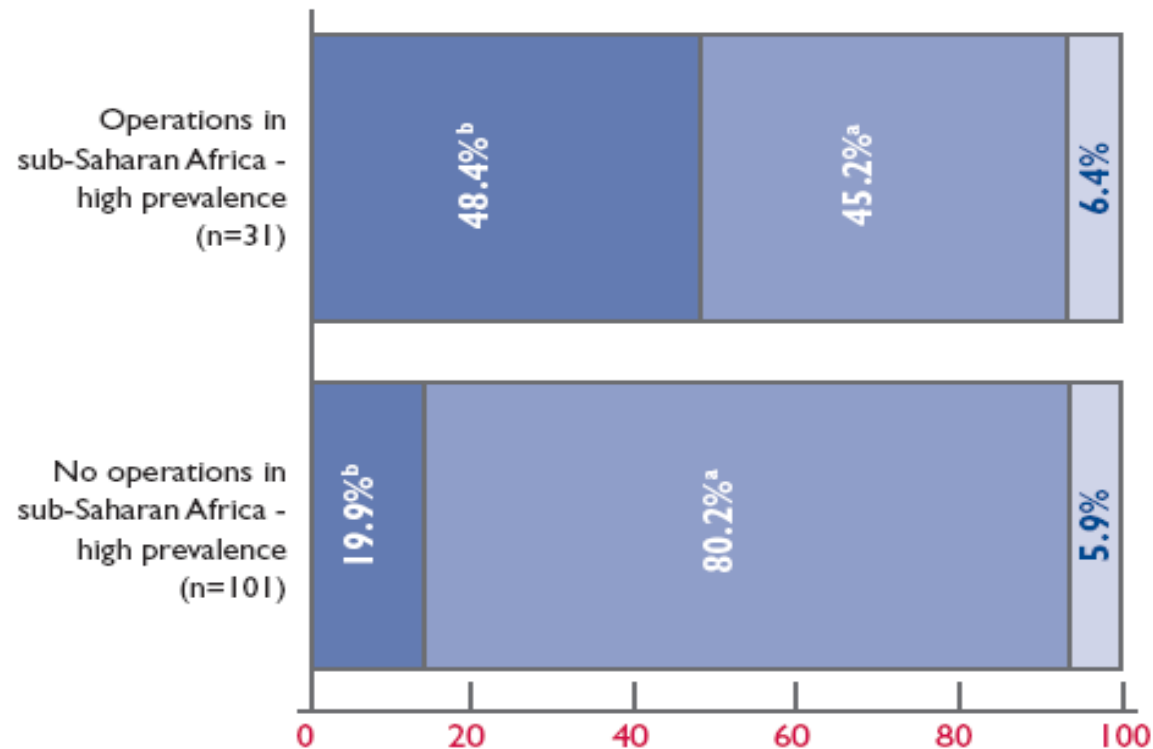 Operations in
sub-Saharan Africa -
high prevalence
(n=31)
48.4%b
45.2%a
6.4%
No operations in
sub-Saharan Africa -
high prevalence
(n=101)
19.9%b
80.2%a
5.9%
0 20 40 60 80 100